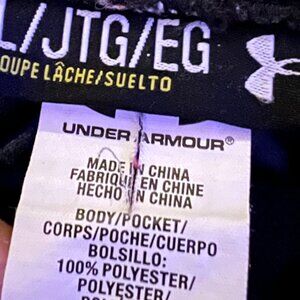 L/JTG/EG
OUPE LÂCHE/SUELTO
UNDER ARMOUR®
MADE IN CHINA
FABRIQUÉ EN CHINE
HECHO EN CHINA
BODY/POCKET/
CORPS/POCHE/CUERPO
BOLSILLO:
100% POLYESTER/
POLYESTER/